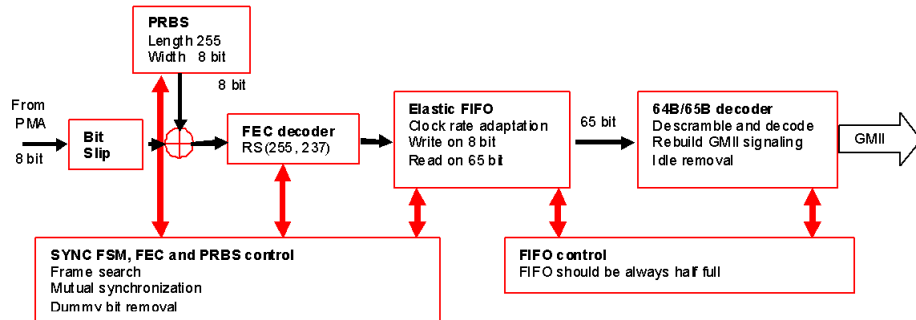 PRBS
Length 255
Width 8 bit
8 bit
From
PMA
8 bit
Bit
Slip
FEC decoder
RS(255, 237)
Elastic FIFO
Clock rate adaptation
Write on 8 bit
Read on 65 bit
65 bit
64B/65B decoder
Descramble and decode
Rebuild GMII signaling
Idle removal
GMII
SYNC FSM, FEC and PRBS control
Frame search
Mutual synchronization
Dummy bit removal
FIFO control
FIFO should be always half full